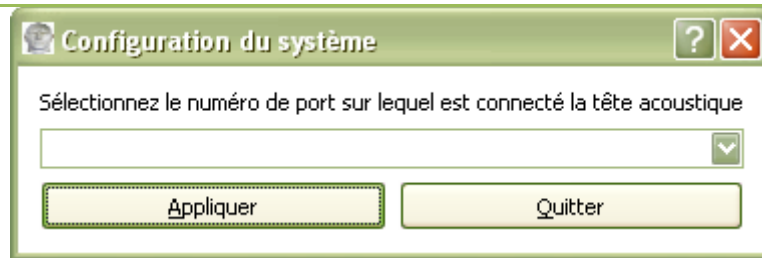 Configuration du système
Sélectionnez le numéro de port sur lequel est connecté la tête acoustique
Appliquer
Quitter